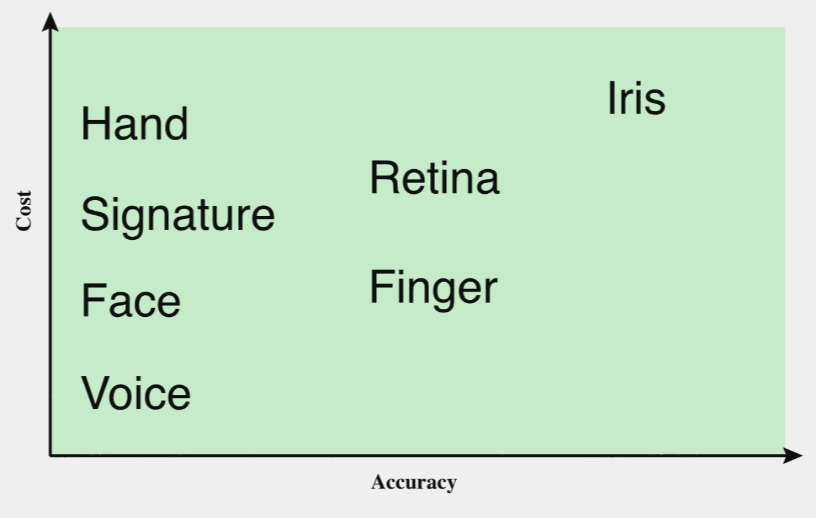 Iris
Hand
Retina
Signature
Finger
Face
Voice
Cost
Accuracy